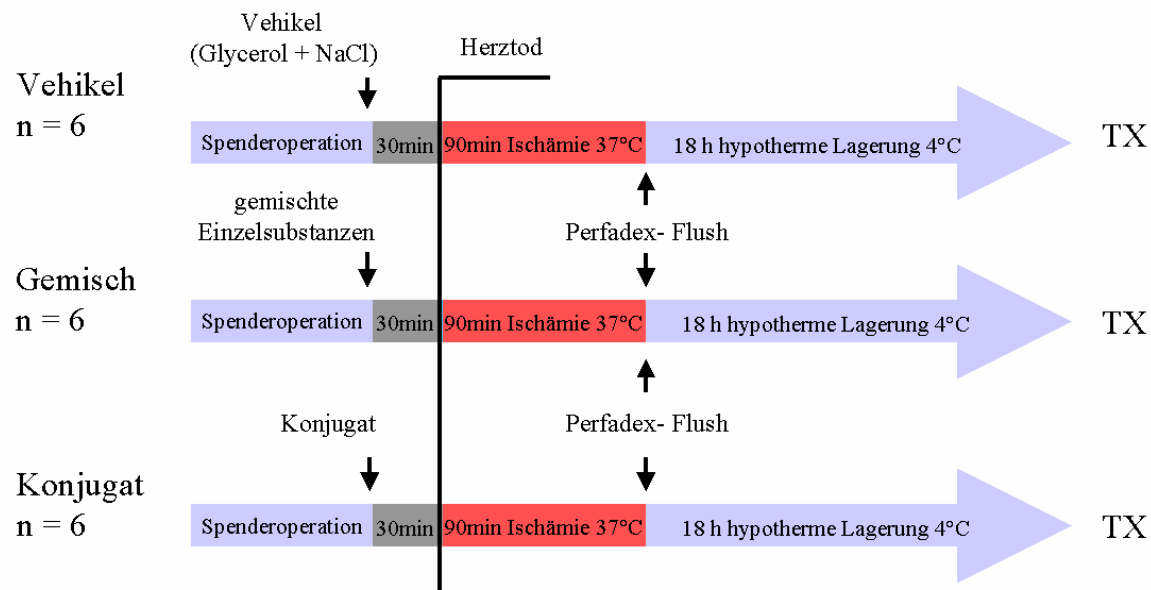 Vehikel
(Glycerol + NaCl)
Herztod
Vehikel
n = 6
Spenderoperation
30min
90min Ischämie 37°C
18 h hypotherme Lagerung 4°C
TX
gemischte
Einzelsubstanzen
Perfadex- Flush
Gemisch
n = 6
Spenderoperation
30min
90min Ischämie 37°C
18 h hypotherme Lagerung 4°C
TX
Konjugat
Perfadex- Flush
Konjugat
n = 6
Spenderoperation
30min
90min Ischämie 37°C
18 h hypotherme Lagerung 4°C
TX